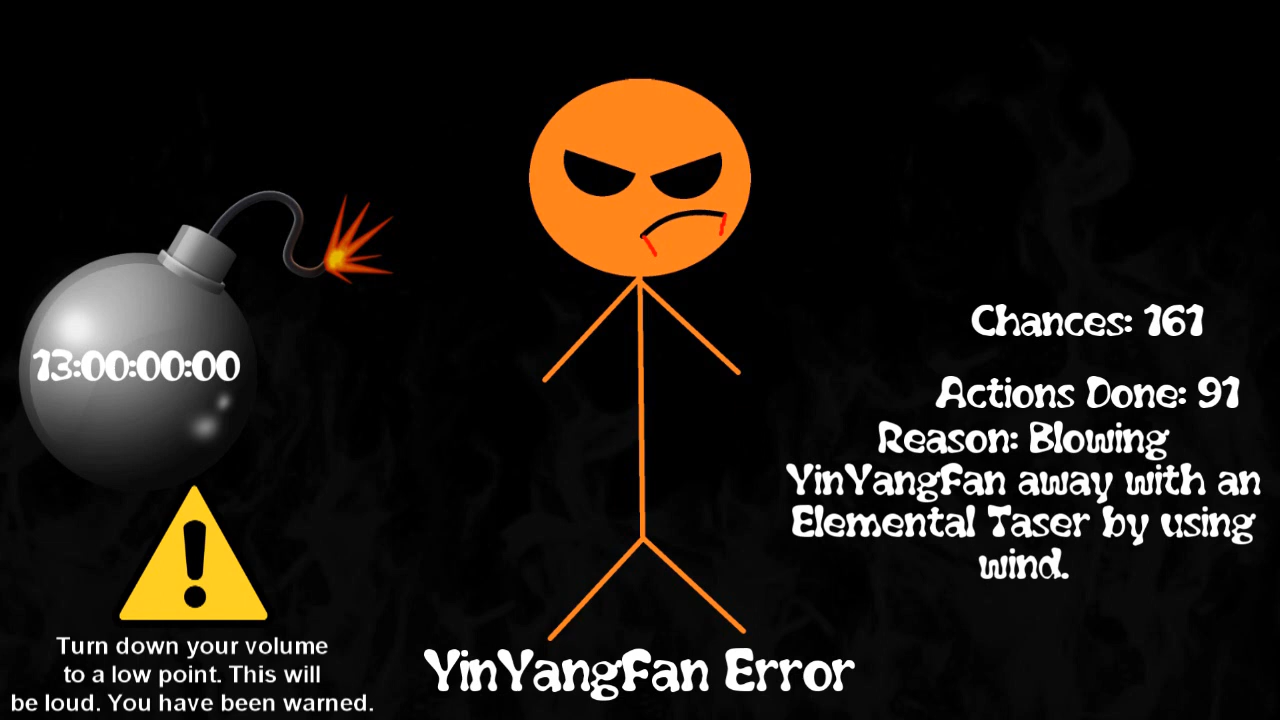 13:00:00:00
Chances: 161
Actions Done: 91
Reason: Blowing
YinYangFan away with an
Elemental Taser by using
wind.
Turn down your volume
to a low point. This will
be loud. You have been warned.
YinYangFan Error